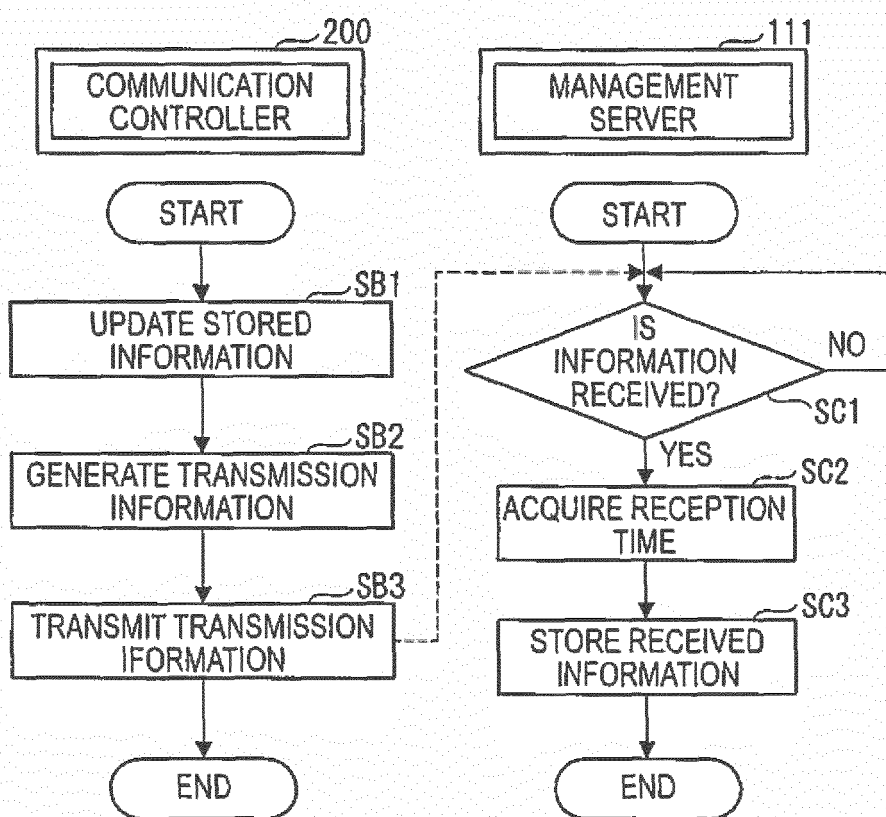 200
COMMUNICATION
CONTROLLER
START
SB1
UPDATE STORED
INFORMATION
SB2
GENERATE TRANSMISSION
INFORMATION
SB3
TRANSMIT TRANSMISSION
IFORMATION
END
111
MANAGEMENT
SERVER
START
IS
INFORMATION
RECEIVED?
NO
SC1
YES
SC2
ACQUIRE RECEPTION
TIME
SC3
STORE RECEIVED
INFORMATION
END